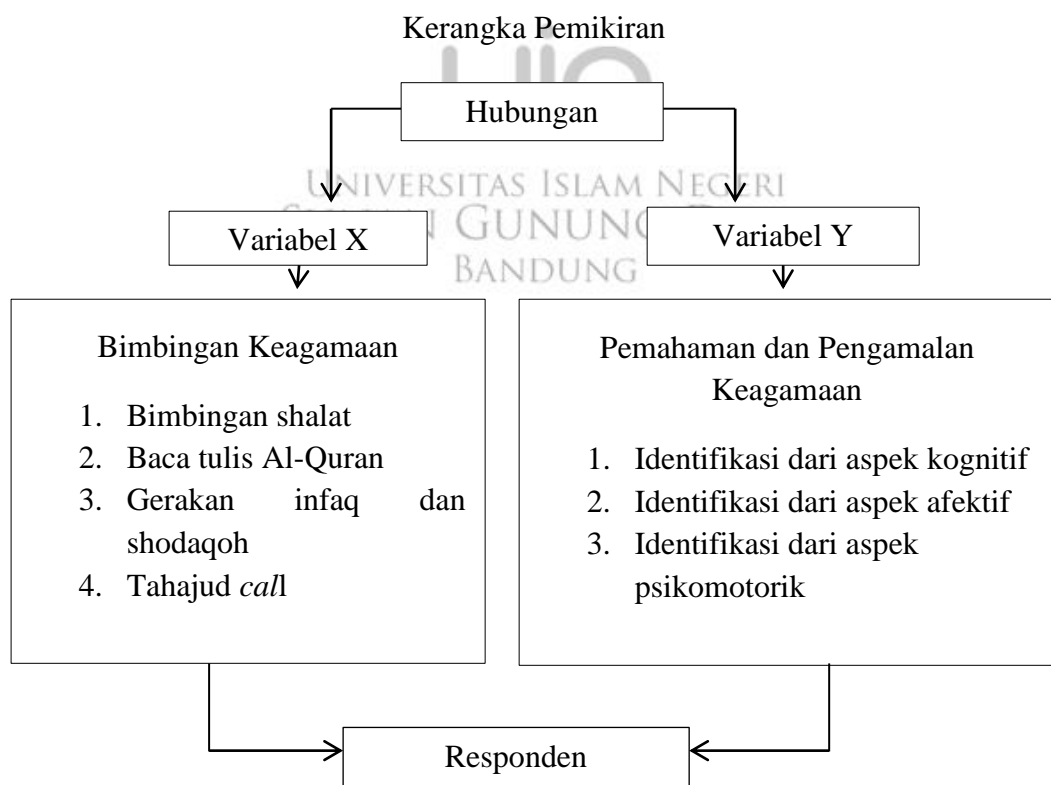 Kerangka Pemikiran
Hubungan
UNIVERSITAS ISLAM NEGERI
GUNUNG
BANDUNG
Variabel X
Variabel Y
Bimbingan Keagamaan
1. Bimbingan shalat
2. Baca tulis Al-Quran
3. Gerakan infaq dan
shodaqoh
4. Tahajud call
Pemahaman dan Pengamalan
Keagamaan
1. Identifikasi dari aspek kognitif
2. Identifikasi dari aspek afektif
3. Identifikasi dari aspek
psikomotorik
Responden